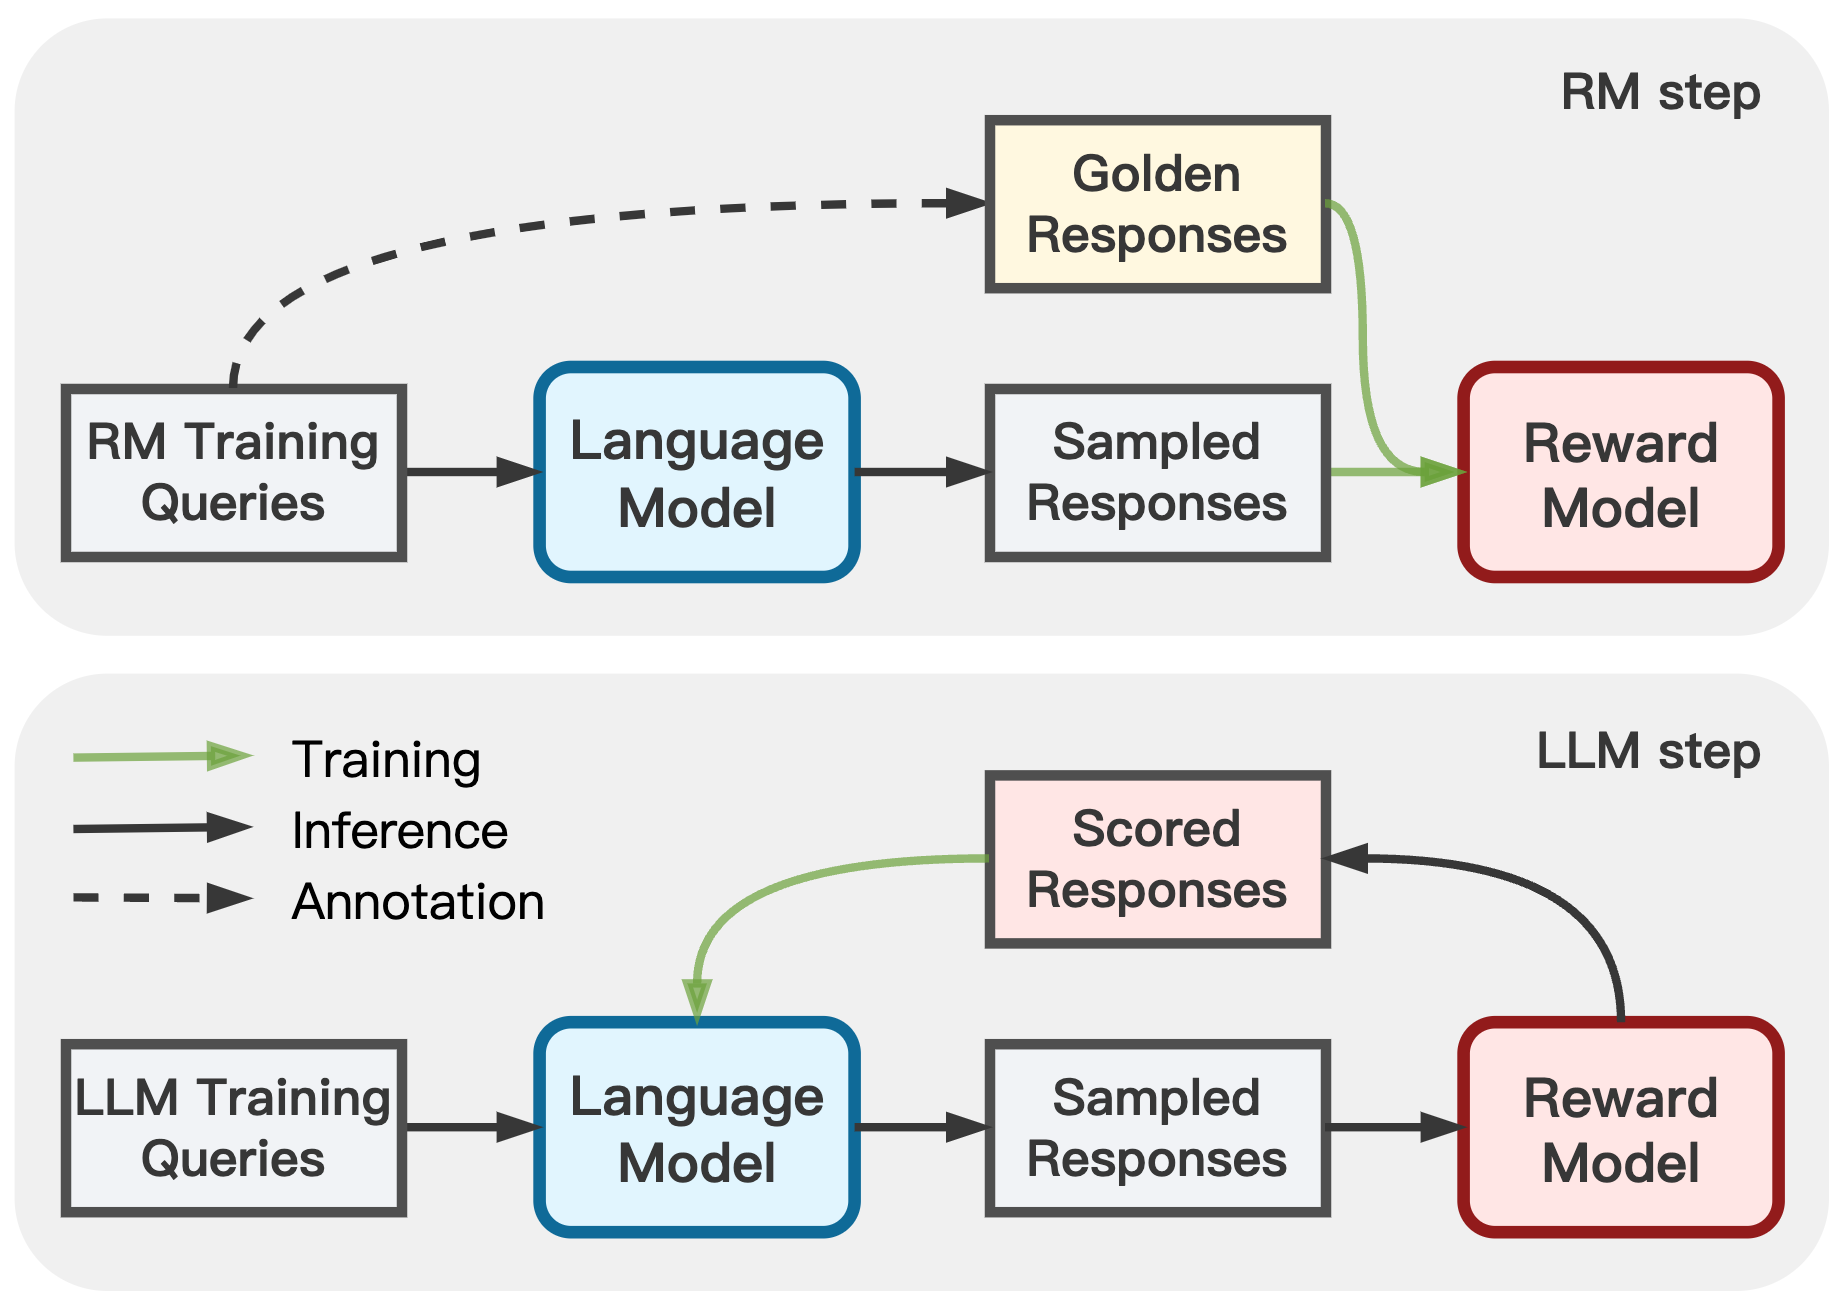 RM step
Golden
Responses
RM Training
Queries
Language
Model
Sampled
Responses
Reward
Model
LLM step
Training
Inference
Annotation
Scored
Responses
LLM Training
Queries
Language
Model
Sampled
Responses
Reward
Model